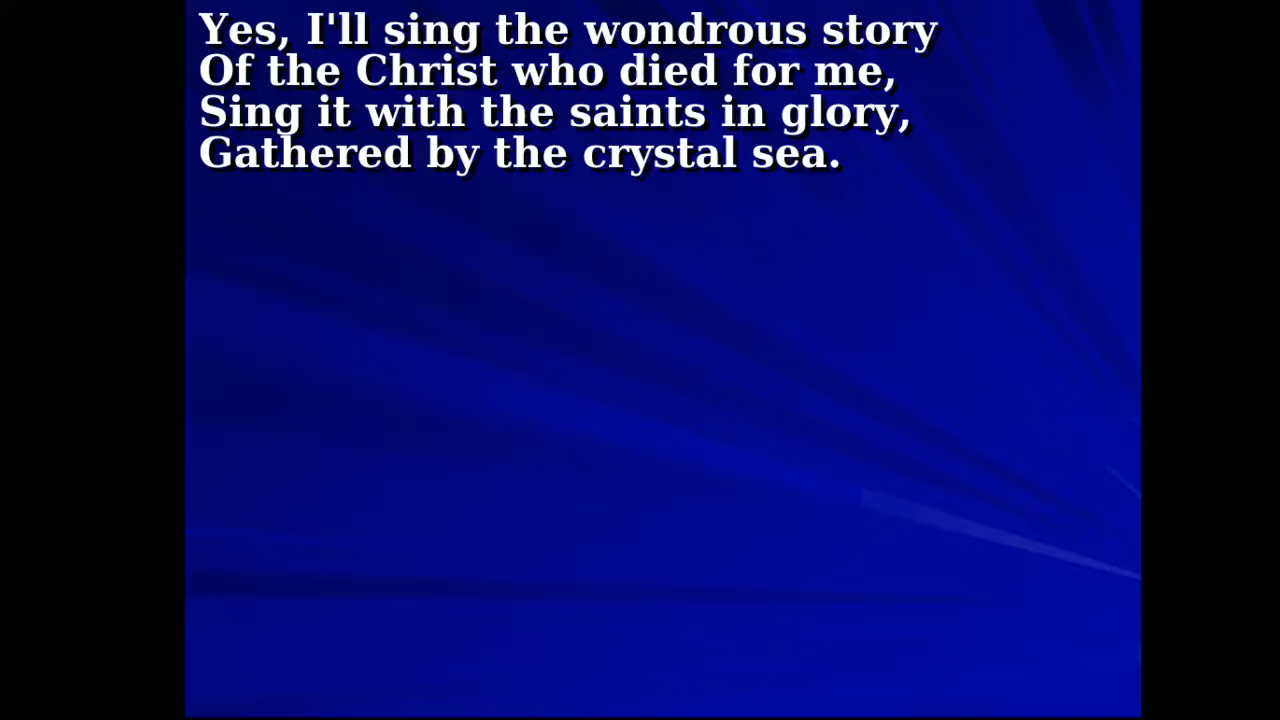 Yes, I'll sing the wondrous story
Of the Christ who died for me,
Sing it with the saints in glory,
Gathered by the crystal sea.